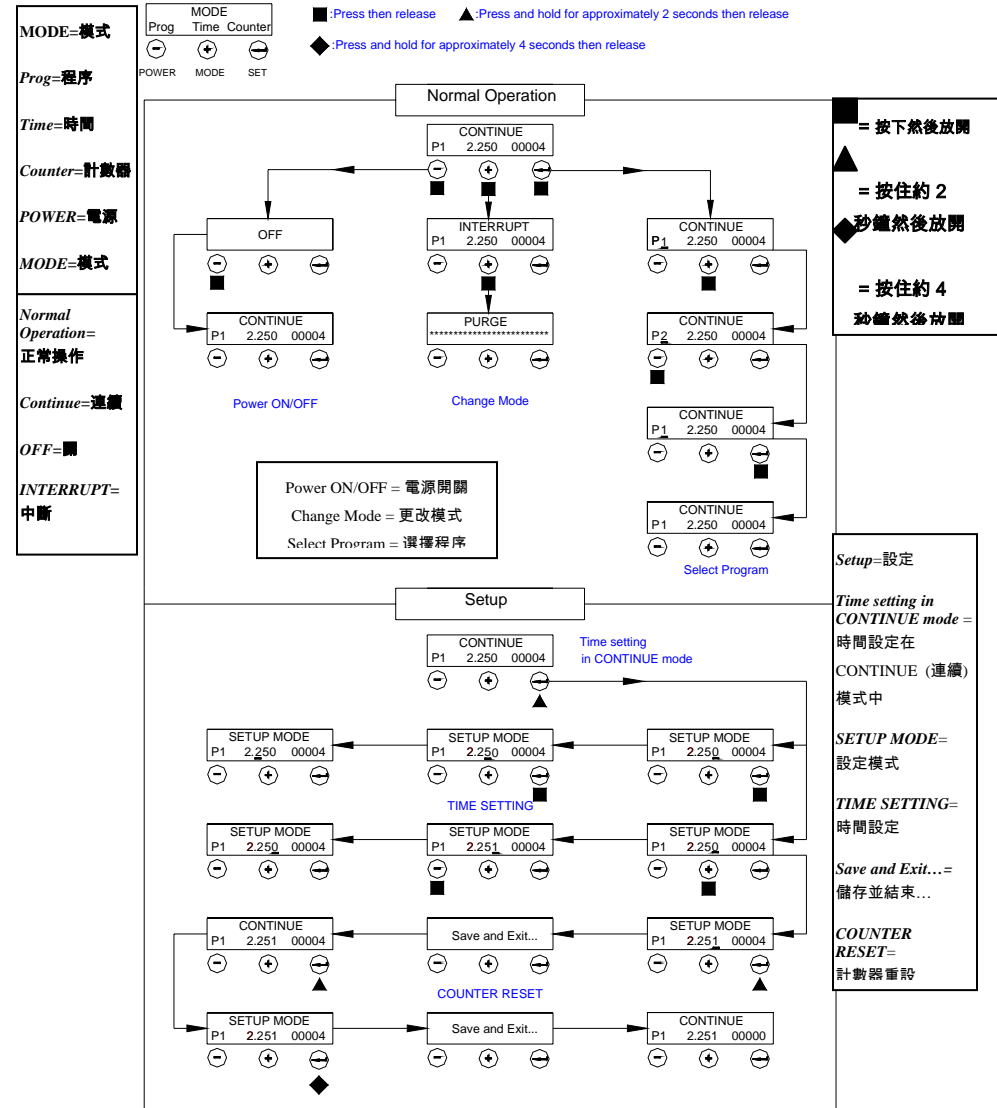 MODE=模式
Prog=程序
Time=時間
Counter=計數器
POWER=電源
MODE=模式
Normal
Operation=
正常操作
Continue=連續
OFF=關
INTERRUPT=
中斷
MODE
Prog Time Counter
POWER MODE SET
:Press then release
:Press and hold for approximately 2 seconds then release
:Press and hold for approximately 4 seconds then release
= 按下然後放開
= 按住約 2
秒鐘然後放開
= 按住約 4
秒鐘然後放開
Normal Operation
CONTINUE
P1 2.250 00004
OFF
INTERRUPT
P1 2.250 00004
CONTINUE
P1 2.250 00004
CONTINUE
P1 2.250 00004
PURGE
************************
CONTINUE
P2 2.250 00004
Power ON/OFF
Change Mode
CONTINUE
P1 2.250 00004
CONTINUE
P1 2.250 00004
Select Program
Power ON/OFF = 電源開關
Change Mode = 更改模式
Select Program = 選擇程序
Setup
CONTINUE
P1 2.250 00004
Time setting
in CONTINUE mode
SETUP MODE
P1 2.250 00004
SETUP MODE
P1 2.250 00004
SETUP MODE
P1 2.250 00004
TIME SETTING
SETUP MODE
P1 2.250 00004
SETUP MODE
P1 2.251 00004
SETUP MODE
P1 2.250 00004
CONTINUE
P1 2.251 00004
Save and Exit...
SETUP MODE
P1 2.251 00004
COUNTER RESET
SETUP MODE
P1 2.251 00004
Save and Exit...
CONTINUE
P1 2.251 00000
Setup=設定
Time setting in
CONTINUE mode =
時間設定在
CONTINUE (連續)
模式中
SETUP MODE=
設定模式
TIME SETTING=
時間設定
Save and Exit…=
儲存並結束…
COUNTER
RESET=
計數器重設